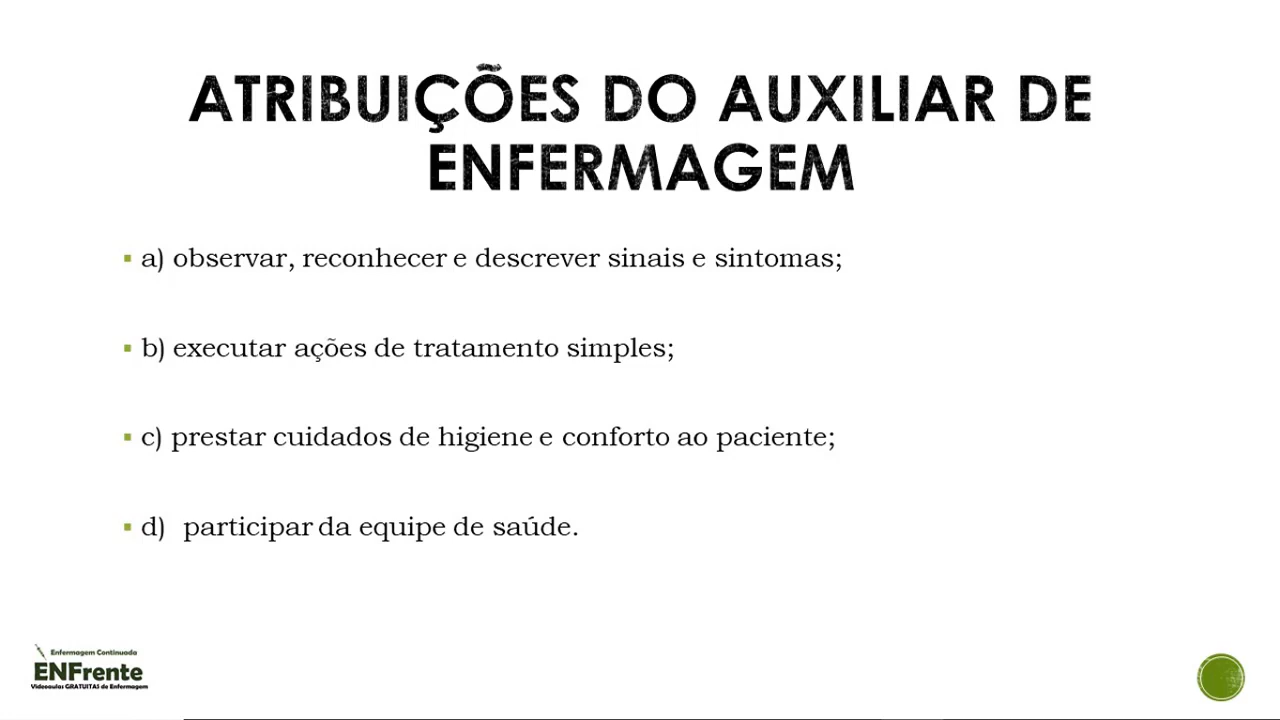 ATRIBUIÇÕES DO AUXILIAR DE
ENFERMAGEM
a) observar, reconhecer e descrever sinais e sintomas;
b) executar ações de tratamento simples;
c) prestar cuidados de higiene e conforto ao paciente;
d) participar da equipe de saúde.
Enfermagem Continuada
ENFrente
Videoaulas GRATUITAS de Enfermagem